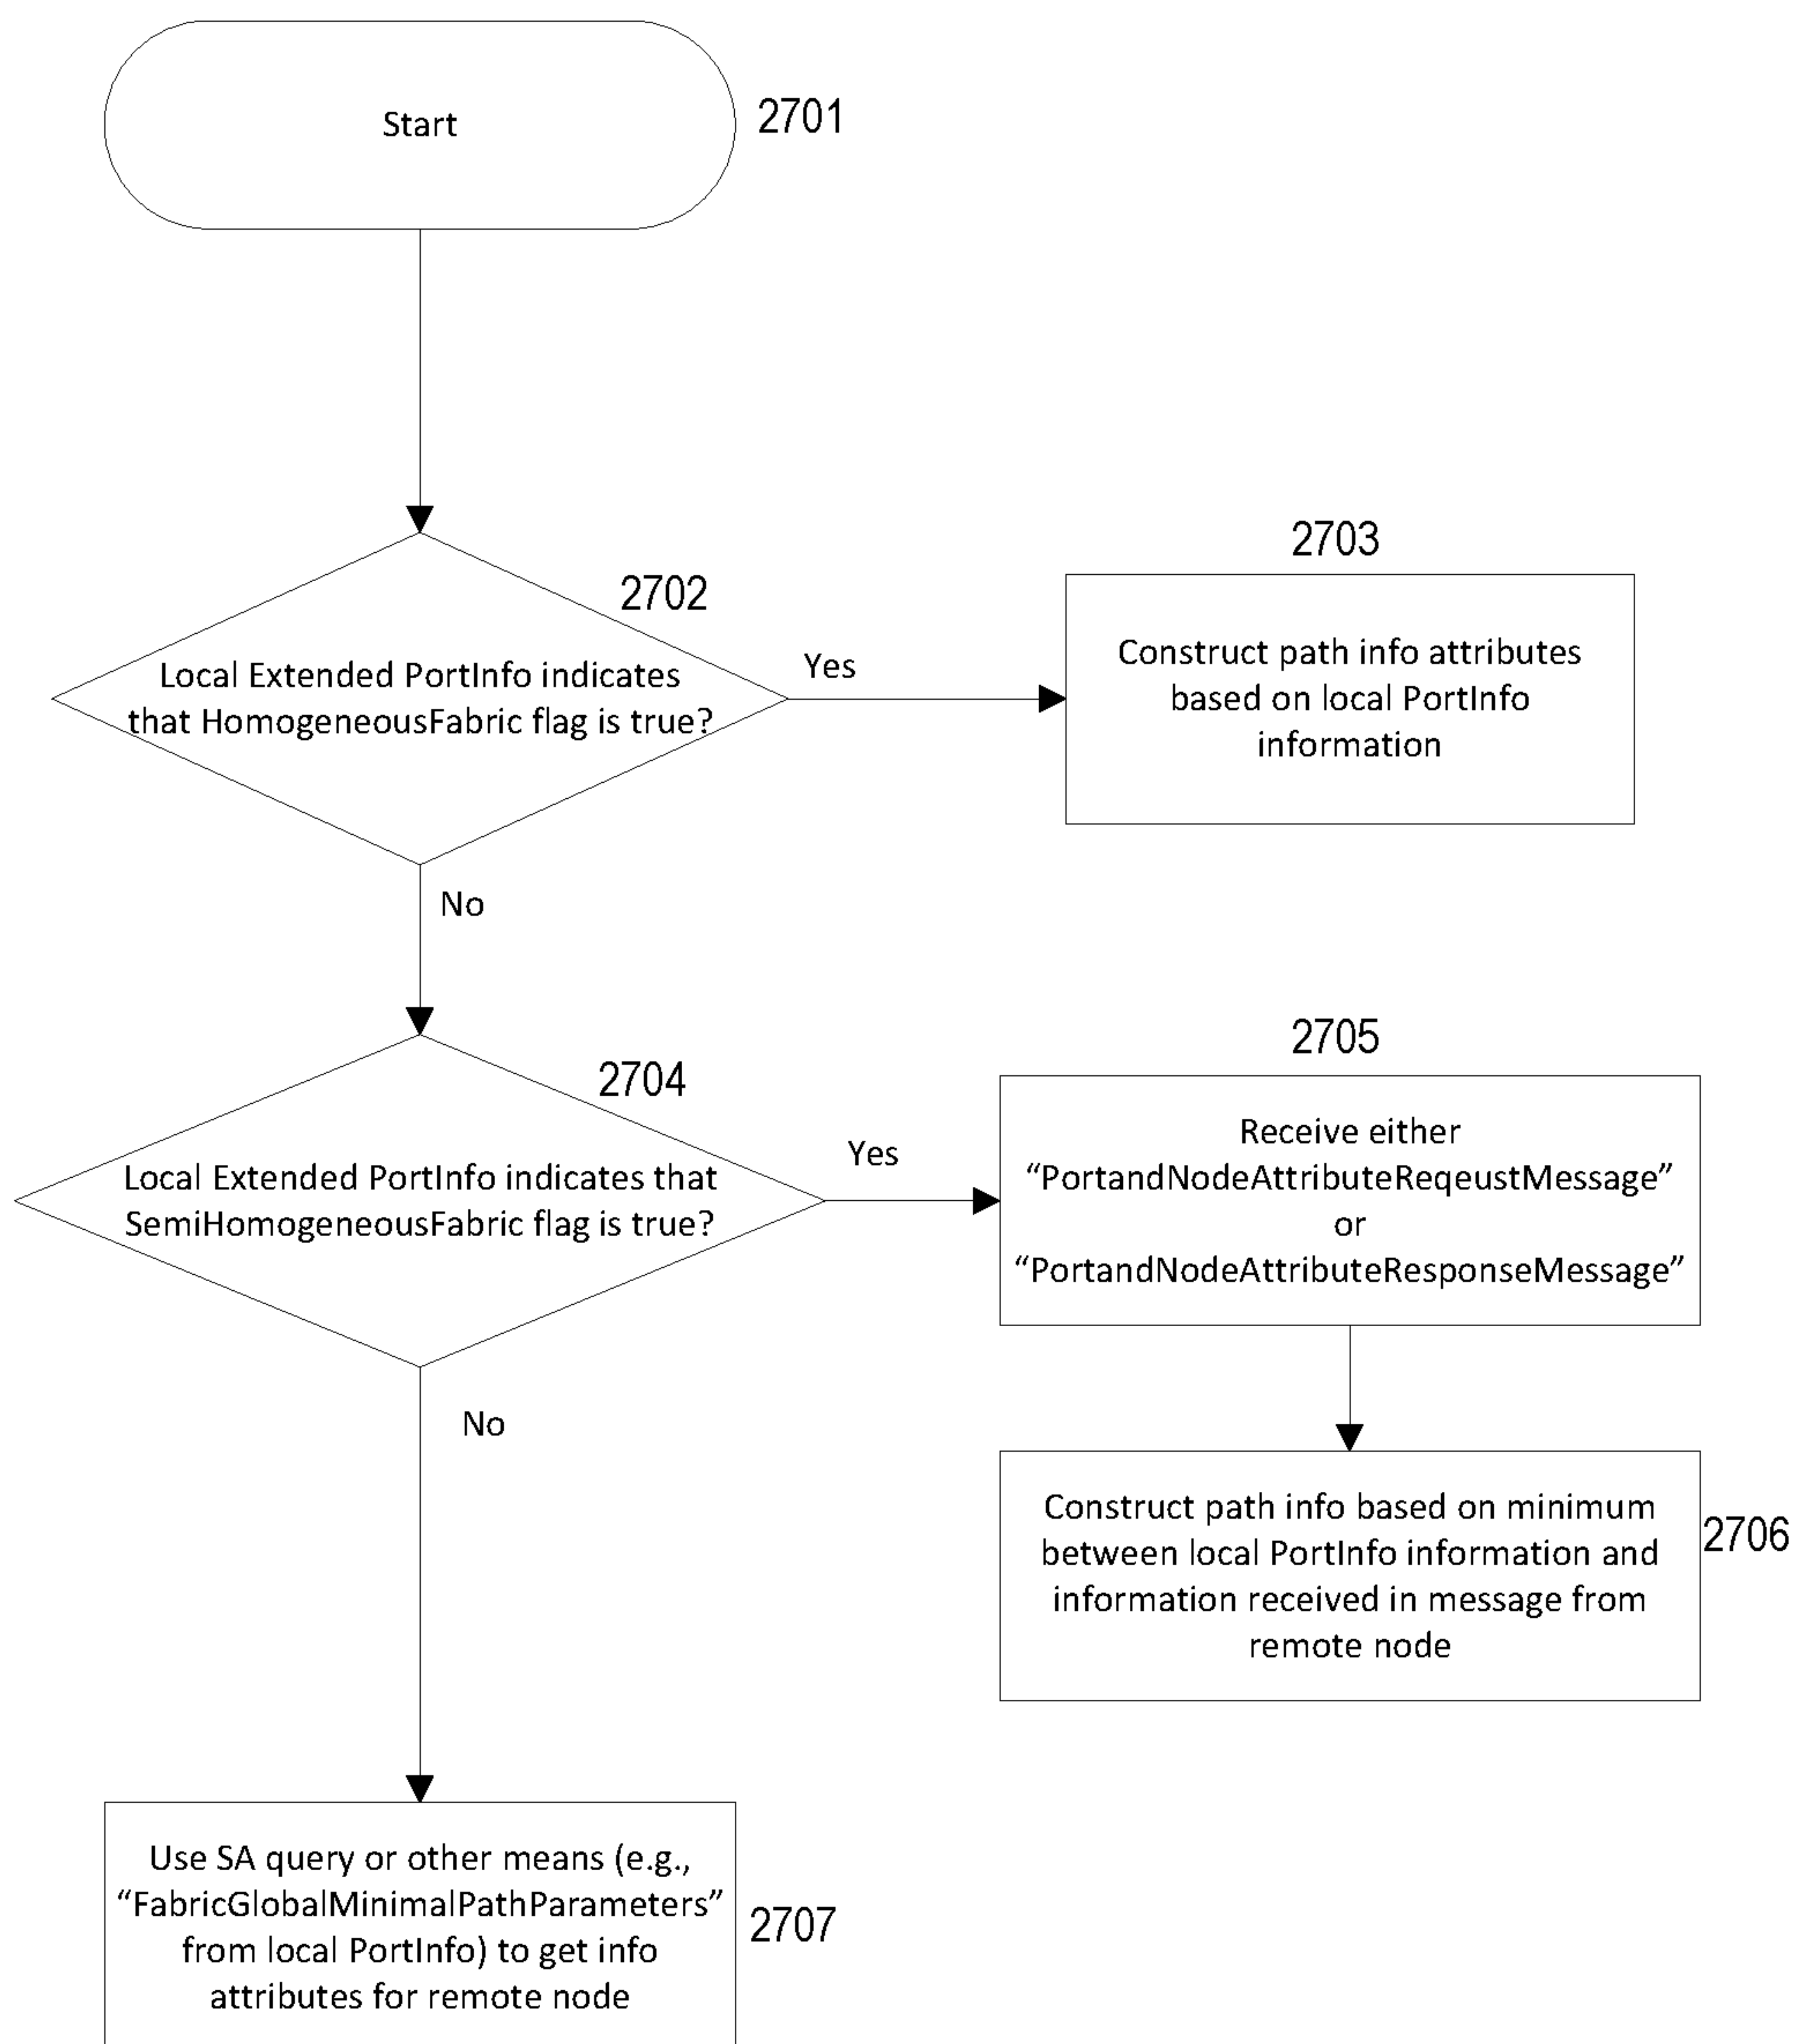 Start
2701
2702
Local Extended PortInfo indicates
that HomogeneousFabric flag is true?
Yes
2703
Construct path info attributes
based on local PortInfo
information
No
2704
Local Extended PortInfo indicates that
SemiHomogeneousFabric flag is true?
Yes
2705
Receive either
“PortandNodeAttributeReqeustMessage”
or
“PortandNodeAttributeResponseMessage”
No
Construct path info based on minimum
between local PortInfo information and
information received in message from
remote node
2706
Use SA query or other means (e.g.,
“FabricGlobalMinimalPathParameters”
from local PortInfo) to get info
attributes for remote node
2707